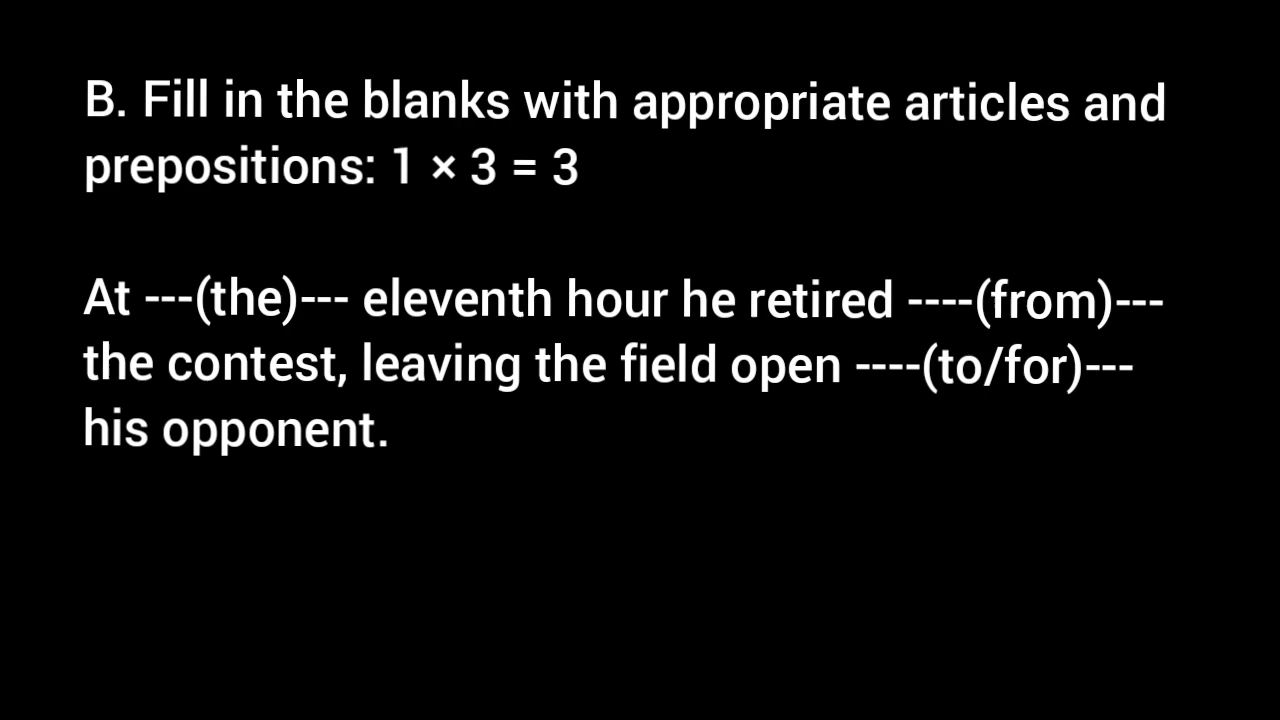 B. Fill in the blanks with appropriate articles and
prepositions: 1 × 3 = 3
At ---(the)--- eleventh hour he retired ----(from)---
the contest, leaving the field open ----(to/for)---
his opponent.